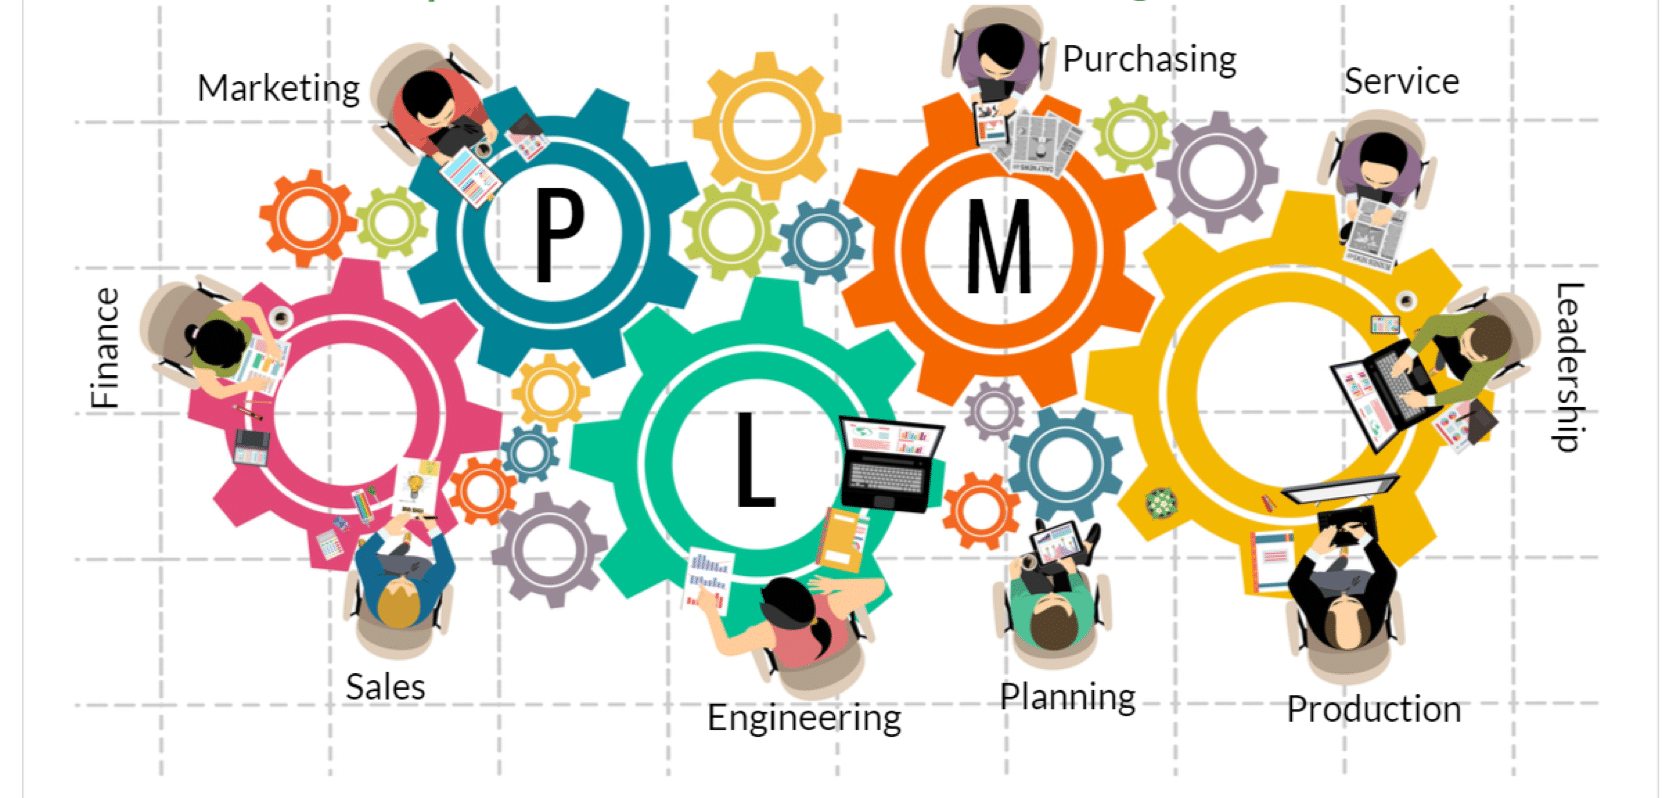 Marketing
Purchasing
Service
P
M
Finance
Leadership
L
Sales
Engineering
Planning
Production